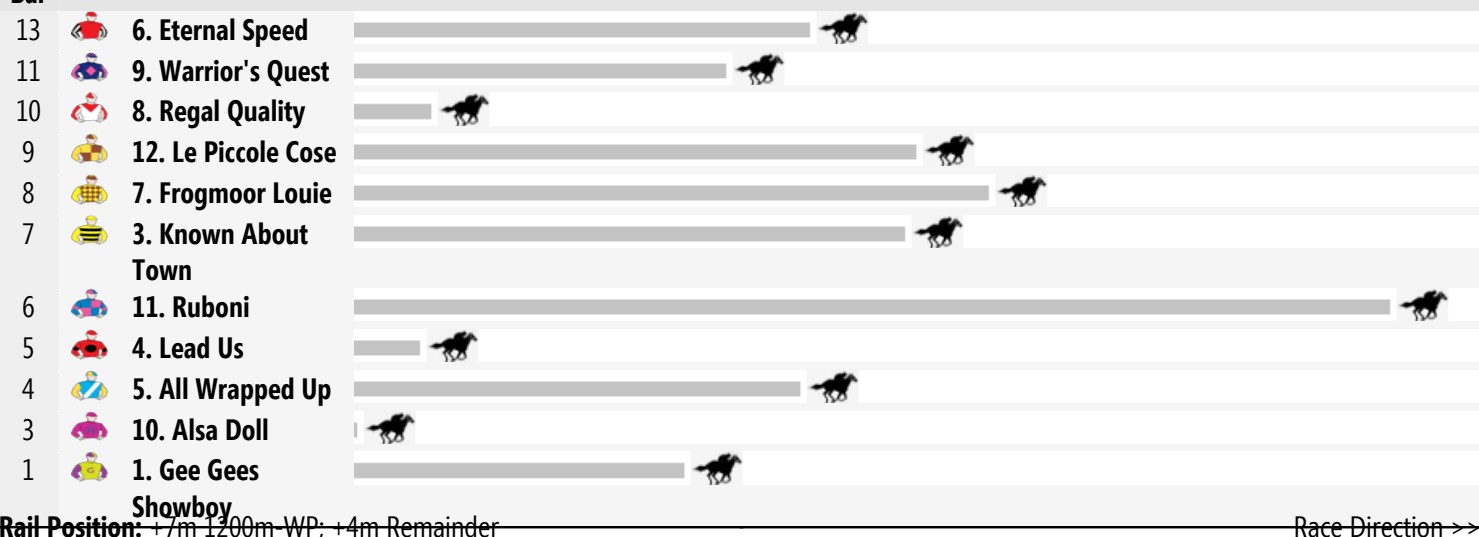 Bar
13 6. Eternal Speed
11 9. Warrior's Quest
10 8. Regal Quality
9 12. Le Piccole Cose
8 7. Frogmoor Louie
7 3. Known About
Town
6 11. Ruboni
5 4. Lead Us
4 5. All Wrapped Up
3 10. Alsa Doll
1 1. Gee Gees
Showboy
Rail Position: +7m 1200m-WP; +4m Remainder Race Direction >>